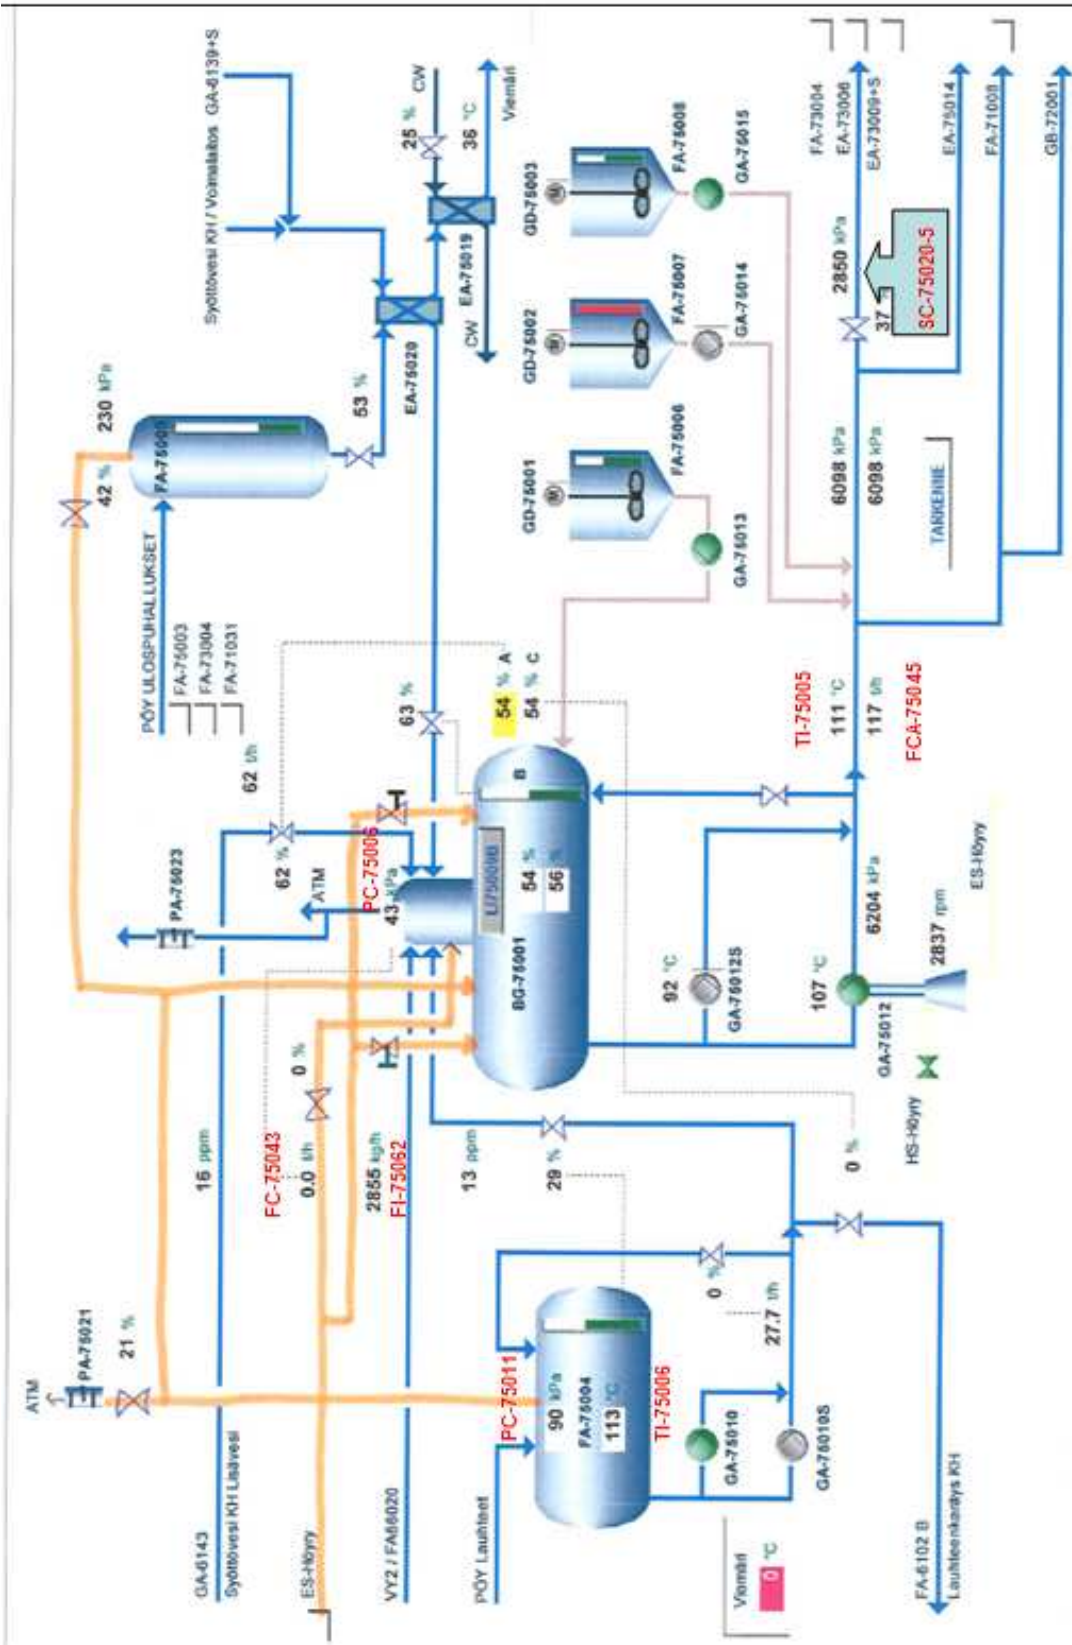 ATM
PA-75021
21 %
GA-6143
Syöttövesi KH Lisävesi
ES-Höyry
VY2 / FA66020
PÖY Lauhteet
Viemäri
0 °C
FA-6102 B
Lauhteenkeräys KH
PC-75011
90 kPa
FA-75004
113 °C
TI-75006
GA-75010
GA-75010S
0 %
27.7 t/h
29 %
13 ppm
16 ppm
FC-75043
0.0 t/h
0 %
2855 kg/h
FI-75062
0 %
HS-Höyry
PA-75023
ATM
62 t/h
62 %
PC-75006
43 kPa
LI75009B
BG-75001
B
54 %
56 %
54 % A
54 % C
63 %
92 °C
GA-75012S
107 °C
GA-75012
6204 kPa
2837 rpm
ES-Höyry
TI-75005
111 °C
117 t/h
FCA-75045
PÖY ULOSPUHALLUKSET
FA-75003
FA-73004
FA-71031
42 %
230 kPa
53 %
EA-75020
Syöttövesi KH / Voimalaitos
GA-6139+S
25 %
CW
36 °C
Viemäri
EA-75019
CW
GD-75001
FA-75006
GA-75013
GD-75002
FA-75007
GA-75014
GD-75003
FA-75008
GA-75015
6098 kPa
6098 kPa
TARKENNE
2850 kPa
37
SC-75020-5
FA-73004
EA-73006
EA-73009+S
EA-75014
FA-71008
GB-72001